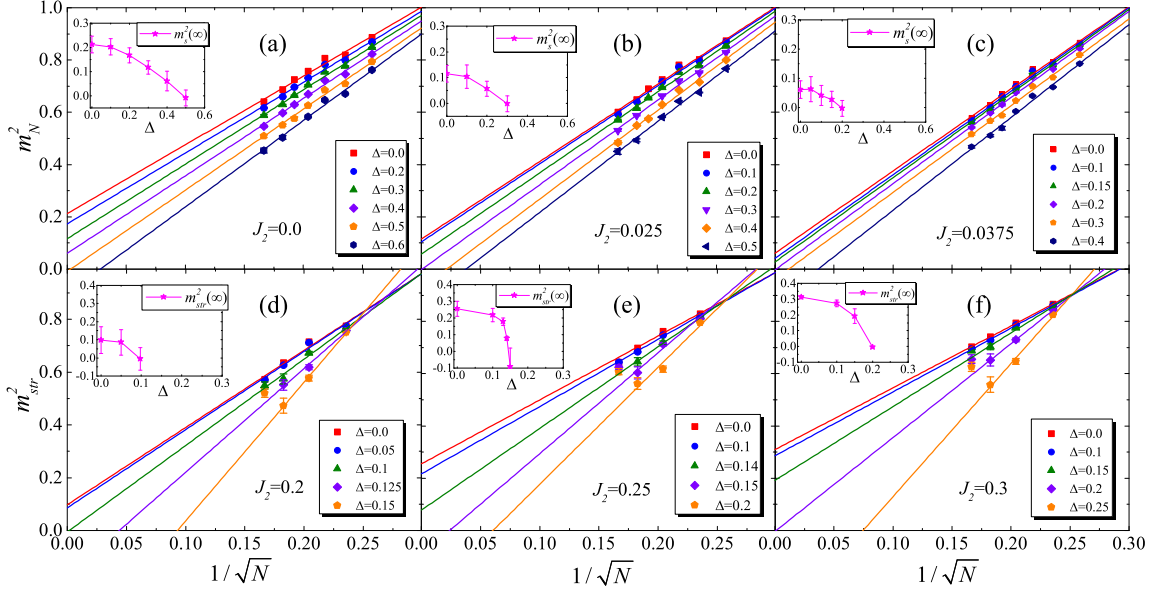 (a)
m²_N
1.0
0.8
0.6
0.4
0.2
0.0
0.3
0.2
0.1
0.0
0.0 0.2 0.4 0.6
Δ
m²_s(∞)
Δ=0.0
Δ=0.2
Δ=0.3
Δ=0.4
Δ=0.5
Δ=0.6
J₂=0.0
(b)
0.3
0.2
0.1
0.0
0.0 0.2 0.4 0.6
Δ
m²_s(∞)
Δ=0.0
Δ=0.1
Δ=0.2
Δ=0.3
Δ=0.4
Δ=0.5
J₂=0.025
(c)
0.3
0.2
0.1
0.0
0.0 0.2 0.4 0.6
Δ
m²_s(∞)
Δ=0.0
Δ=0.1
Δ=0.15
Δ=0.2
Δ=0.3
Δ=0.4
J₂=0.0375
(d)
m²_str
0.8
0.6
0.4
0.2
0.0
0.4
0.3
0.2
0.1
0.0
-0.1
0.0 0.1 0.2 0.3
Δ
m²_str(∞)
Δ=0.0
Δ=0.05
Δ=0.1
Δ=0.125
Δ=0.15
J₂=0.2
0.00 0.05 0.10 0.15 0.20 0.25
1/√N
(e)
0.4
0.3
0.2
0.1
0.0
-0.1
0.0 0.1 0.2 0.3
Δ
m²_str(∞)
Δ=0.0
Δ=0.1
Δ=0.14
Δ=0.15
Δ=0.2
J₂=0.25
0.00 0.05 0.10 0.15 0.20 0.25
1/√N
(f)
0.4
0.3
0.2
0.1
0.0
-0.1
0.0 0.1 0.2 0.3
Δ
m²_str(∞)
Δ=0.0
Δ=0.1
Δ=0.15
Δ=0.2
Δ=0.25
J₂=0.3
0.00 0.05 0.10 0.15 0.20 0.25 0.30
1/√N